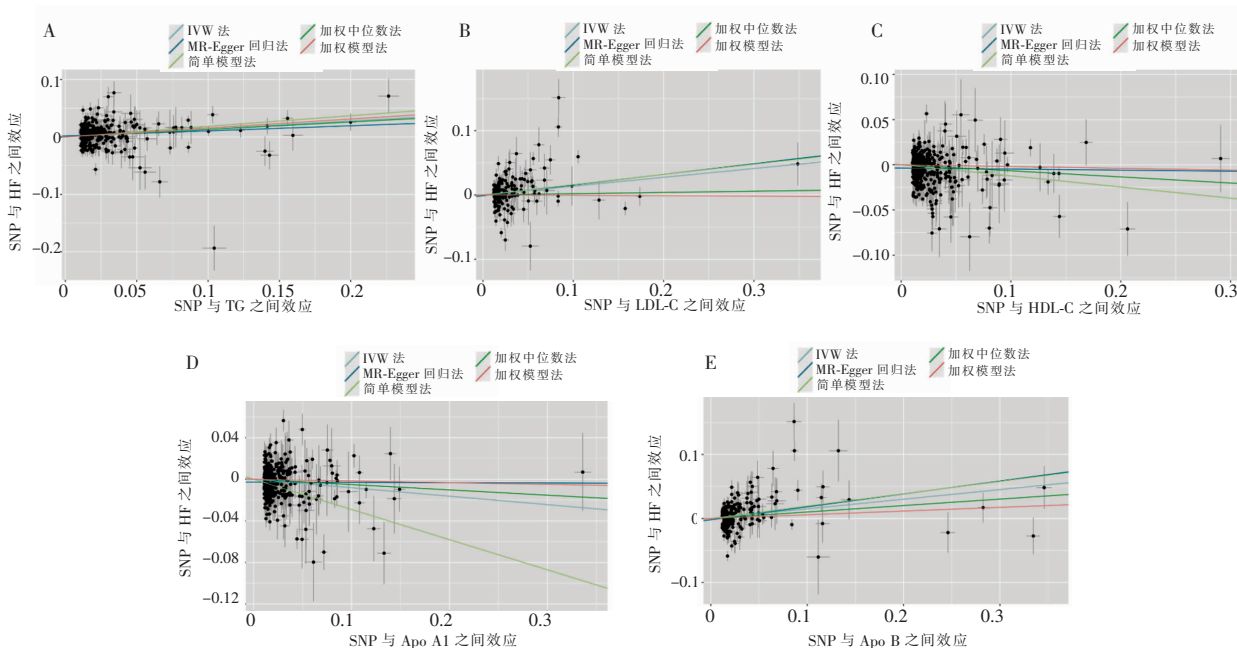 A
IVW 法
加权中位数法
MR-Egger 回归法
加权模型法
简单模型法
SNP 与 HF 之间效应
0.1
0
−0.1
−0.2
0
0.05
0.1
0.15
0.2
SNP 与 TG 之间效应
B
IVW 法
加权中位数法
MR-Egger 回归法
加权模型法
简单模型法
SNP 与 HF 之间效应
0.1
0
−0.1
0
0.1
0.2
0.3
SNP 与 LDL-C 之间效应
C
IVW 法
加权中位数法
MR-Egger 回归法
加权模型法
简单模型法
SNP 与 HF 之间效应
0.10
0.05
0
−0.05
−0.10
0
0.1
0.2
0.3
SNP 与 HDL-C 之间效应
D
IVW 法
加权中位数法
MR-Egger 回归法
加权模型法
简单模型法
SNP 与 HF 之间效应
0.04
0
−0.04
−0.08
−0.12
0
0.1
0.2
0.3
SNP 与 Apo A1 之间效应
E
IVW 法
加权中位数法
MR-Egger 回归法
加权模型法
简单模型法
SNP 与 HF 之间效应
0.1
0
−0.1
0
0.1
0.2
0.3
SNP 与 Apo B 之间效应